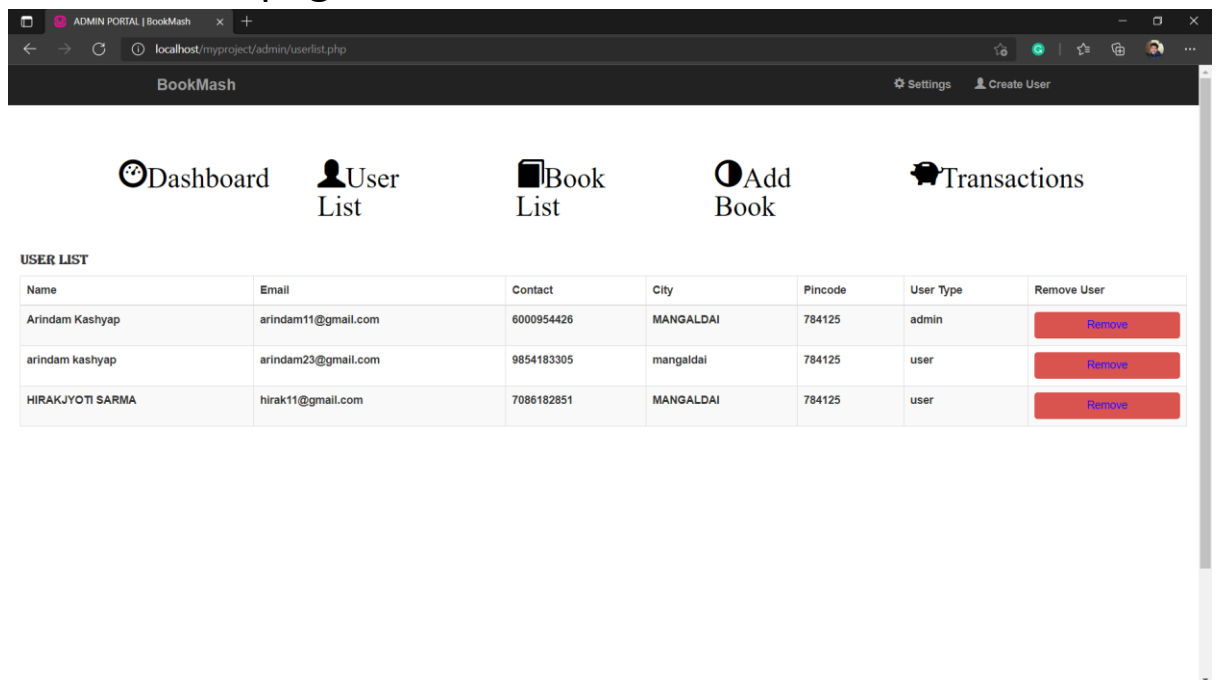 ADMIN PORTAL | BookMash
localhost/myproject/admin/userlist.php
BookMash Settings Create User
Dashboard User List Book List Add Book Transactions
USER LIST
Name Email Contact City Pincode User Type Remove User
Arindam Kashyap arindam11@gmail.com 6000954426 MANGALDAI 784125 admin Remove
arindam kashyap arindam23@gmail.com 9854183305 mangaldai 784125 user Remove
HIRAKJYOTI SARMA hirak11@gmail.com 7086182851 MANGALDAI 784125 user Remove